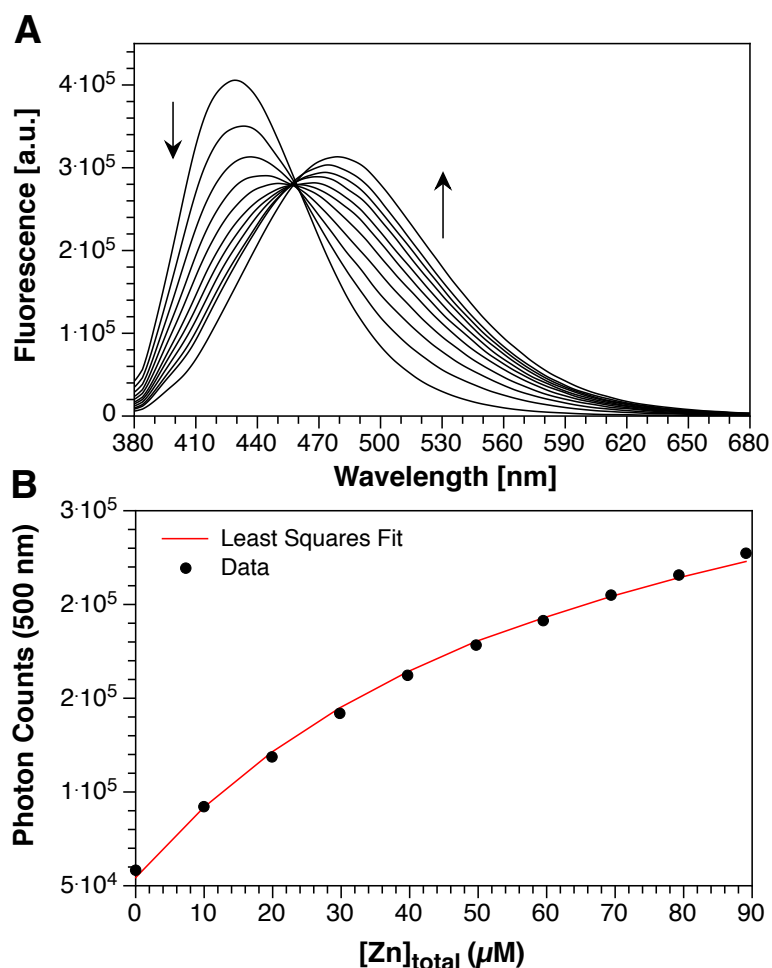 A
Fluorescence [a.u.]
4·10⁵
3·10⁵
2·10⁵
1·10⁵
0
380 410 440 470 500 530 560 590 620 650 680
Wavelength [nm]
B
Photon Counts (500 nm)
3·10⁵
2·10⁵
2·10⁵
1·10⁵
5·10⁴
Least Squares Fit
Data
0 10 20 30 40 50 60 70 80 90
[Zn]total (µM)